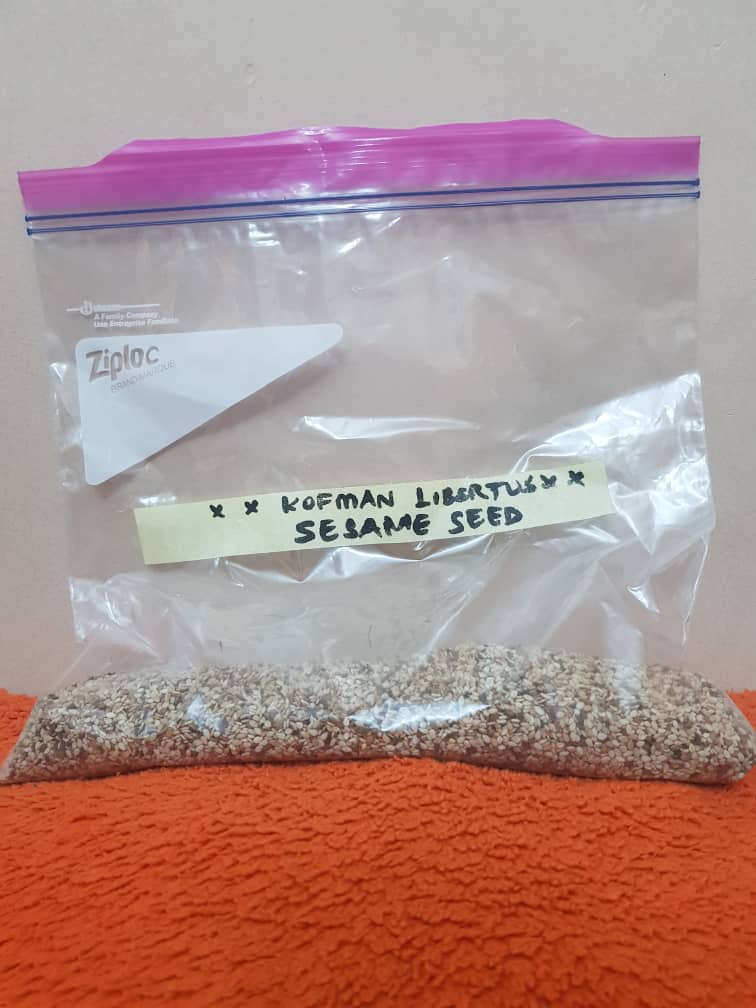 A Family Company
Une Entreprise Familiale
Ziploc
BRAND/MARQUE
x x KOFMAN LIBERTUS x x
SESAME SEED